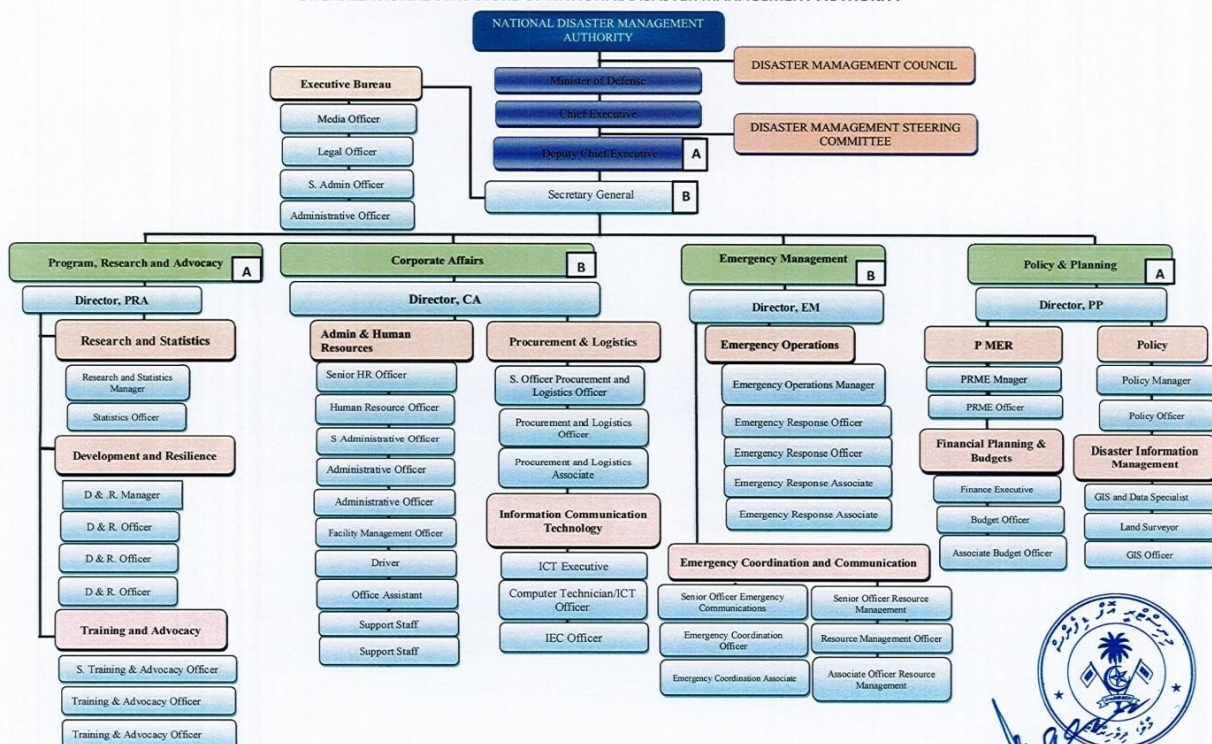 NATIONAL DISASTER MANAGEMENT
AUTHORITY
DISASTER MAMAGEMENT COUNCIL
Minister of Defense
Chief Executive
DISASTER MAMAGEMENT STEERING
COMMITTEE
Deputy Chief Executive
A
Secretary General
B
Executive Bureau
Media Officer
Legal Officer
S. Admin Officer
Administrative Officer
Program, Research and Advocacy
A
Director, PRA
Research and Statistics
Research and Statistics
Manager
Statistics Officer
Development and Resilience
D & .R. Manager
D & R. Officer
D & R. Officer
D & R. Officer
Training and Advocacy
S. Training & Advocacy Officer
Training & Advocacy Officer
Training & Advocacy Officer
Corporate Affairs
B
Director, CA
Admin & Human
Resources
Senior HR Officer
Human Resource Officer
S Administrative Officer
Administrative Officer
Administrative Officer
Facility Management Officer
Driver
Office Assistant
Support Staff
Support Staff
Procurement & Logistics
S. Officer Procurement and
Logistics Officer
Procurement and Logistics
Officer
Procurement and Logistics
Associate
Information Communication
Technology
ICT Executive
Computer Technician/ICT
Officer
IEC Officer
Emergency Management
B
Director, EM
Emergency Operations
Emergency Operations Manager
Emergency Response Officer
Emergency Response Officer
Emergency Response Associate
Emergency Response Associate
Emergency Coordination and Communication
Senior Officer Emergency
Communications
Emergency Coordination
Officer
Emergency Coordination Associate
Senior Officer Resource
Management
Resource Management Officer
Associate Officer Resource
Management
Policy & Planning
A
Director, PP
P MER
PRME Mnager
PRME Officer
Financial Planning &
Budgets
Finance Executive
Budget Officer
Associate Budget Officer
Policy
Policy Manager
Policy Officer
Disaster Information
Management
GIS and Data Specialist
Land Surveyor
GIS Officer